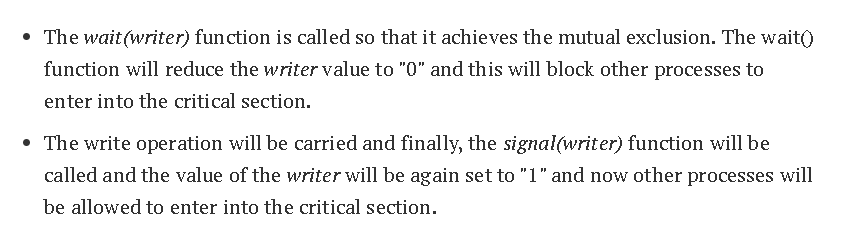 • The wait(writer) function is called so that it achieves the mutual exclusion. The wait()
function will reduce the writer value to "0" and this will block other processes to
enter into the critical section.
• The write operation will be carried and finally, the signal(writer) function will be
called and the value of the writer will be again set to "1" and now other processes will
be allowed to enter into the critical section.